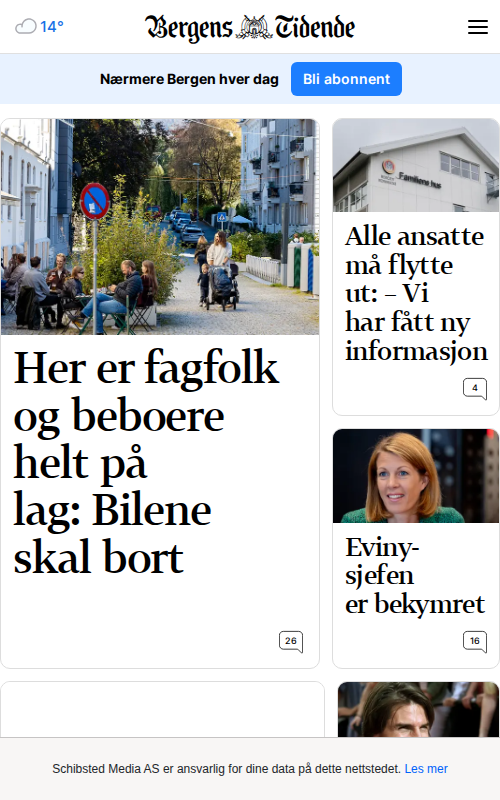 14°
Bergens Tidende
Nærmere Bergen hver dag
Bli abonnent
Her er fagfolk
og beboere
helt på
lag: Bilene
skal bort
26
Familiens hus
Alle ansatte
må flytte
ut: – Vi
har fått ny
informasjon
4
Eviny-
sjefen
er bekymret
16
Schibsted Media AS er ansvarlig for dine data på dette nettstedet. Les mer